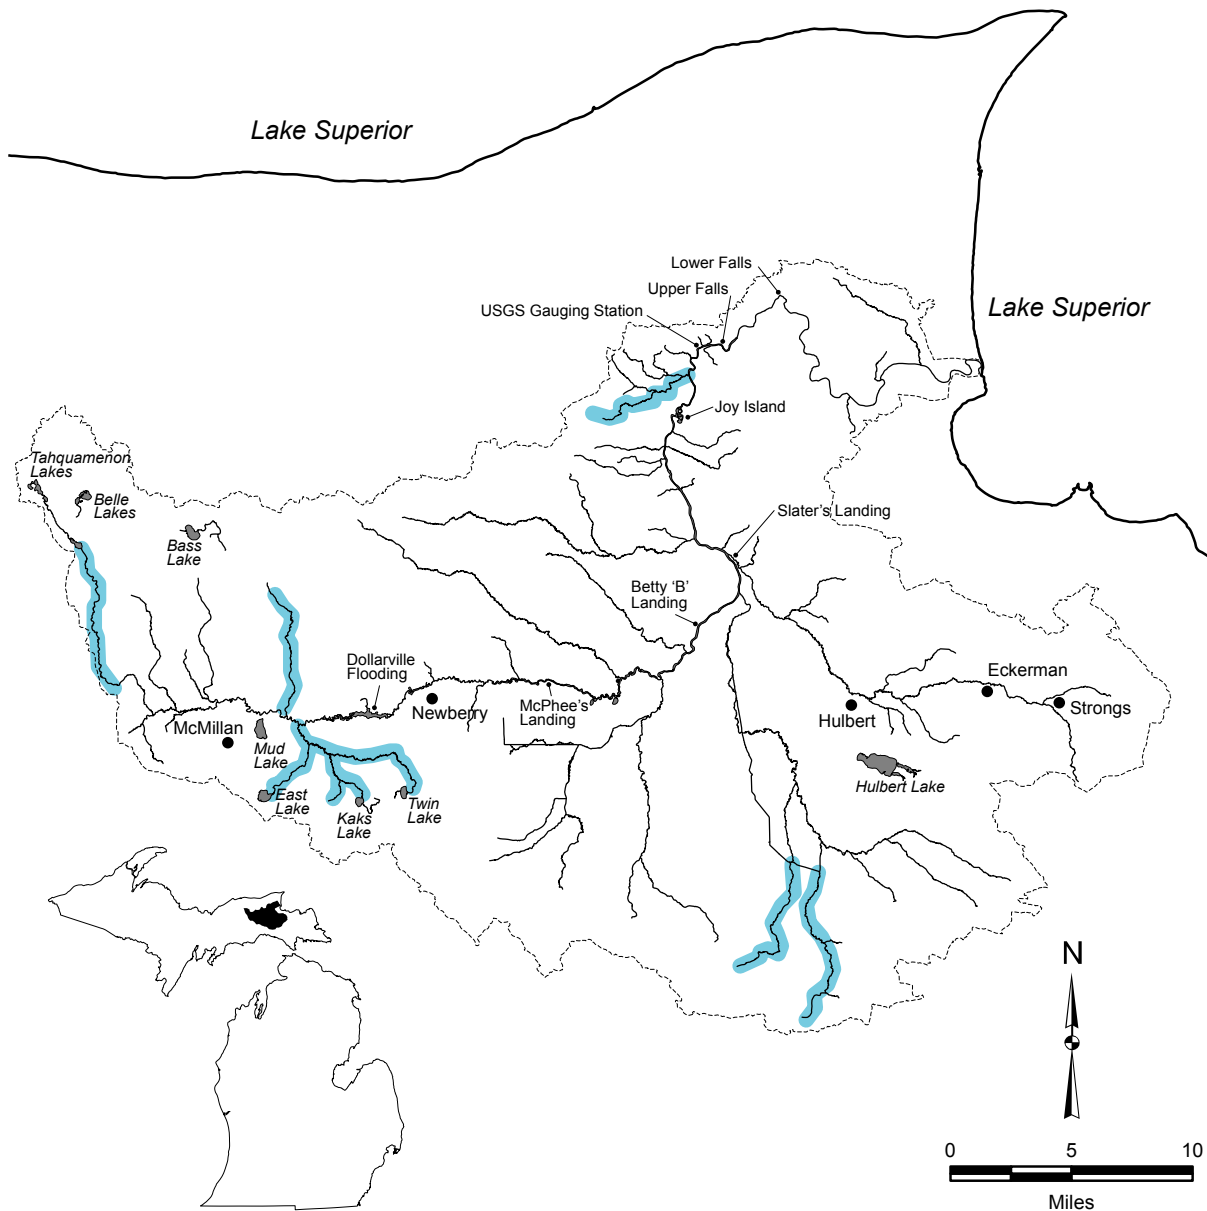 Lake Superior
Lower Falls
Upper Falls
USGS Gauging Station
Lake Superior
Joy Island
Tahquamenon
Lakes
Belle
Lakes
Bass
Lake
Slater's Landing
Betty 'B'
Landing
Dollarville
Flooding
Newberry
McPhee's
Landing
Eckerman
Strongs
Hulbert
Hulbert Lake
McMillan
Mud
Lake
East
Lake
Kaks
Lake
Twin
Lake
N
0 5 10
Miles